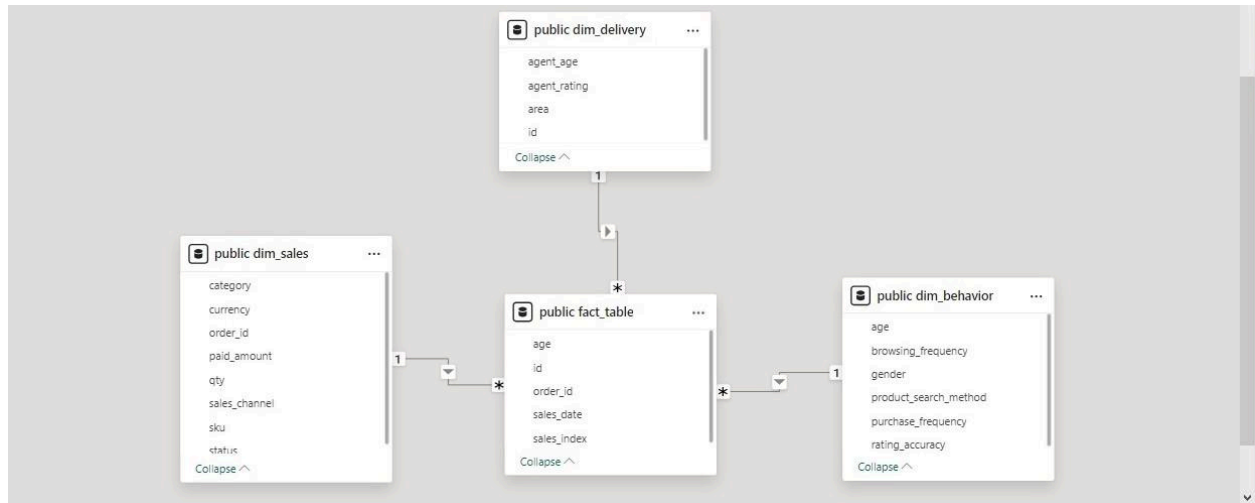 public dim_delivery
agent_age
agent_rating
area
id
Collapse
1
*
public dim_sales
category
currency
order_id
paid_amount
qty
sales_channel
sku
status
Collapse
1
*
public fact_table
age
id
order_id
sales_date
sales_index
Collapse
*
1
public dim_behavior
age
browsing_frequency
gender
product_search_method
purchase_frequency
rating_accuracy
Collapse